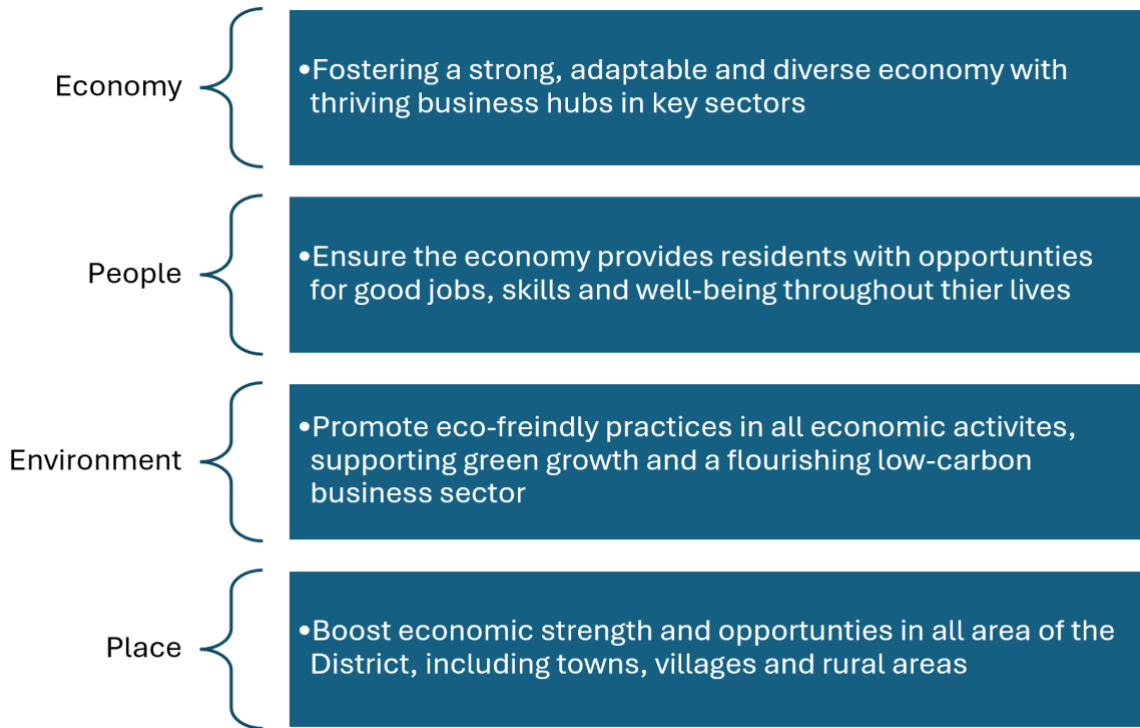 Economy
•Fostering a strong, adaptable and diverse economy with
thriving business hubs in key sectors
People
•Ensure the economy provides residents with opportunties
for good jobs, skills and well-being throughout thier lives
Environment
•Promote eco-freindly practices in all economic activites,
supporting green growth and a flourishing low-carbon
business sector
Place
•Boost economic strength and opportunties in all area of the
District, including towns, villages and rural areas